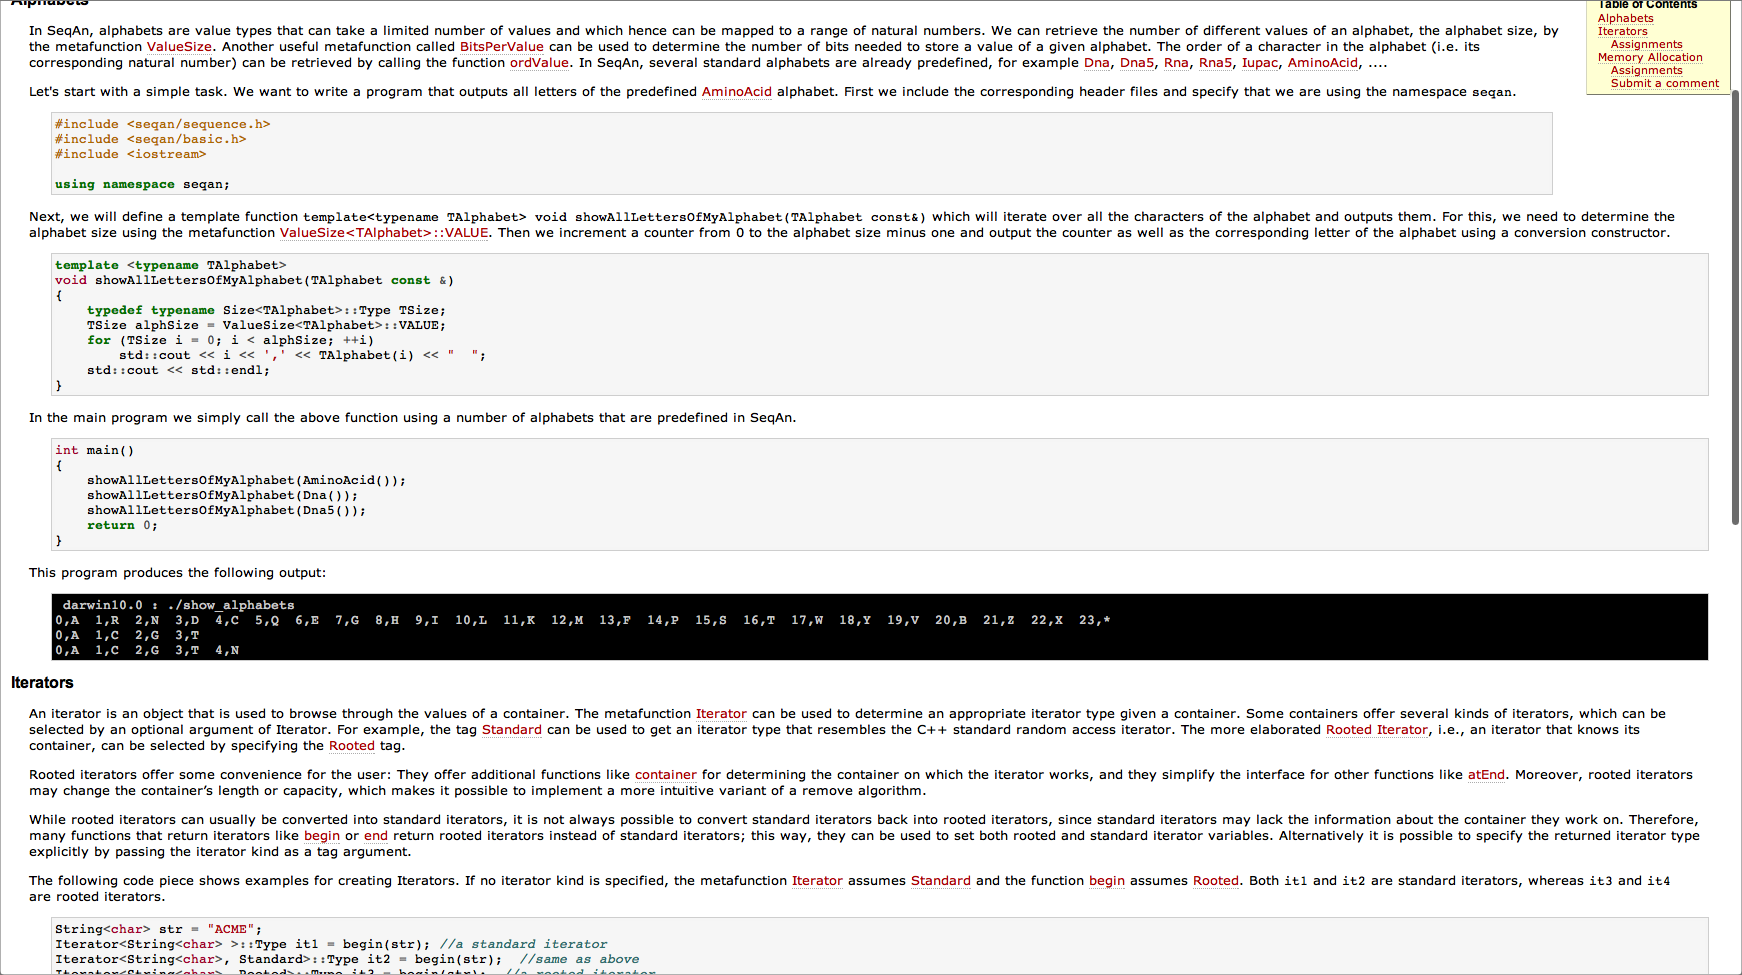 Alphabets
Table of Contents
Alphabets
Iterators
Assignments
Memory Allocation
Assignments
Submit a comment
In SeqAn, alphabets are value types that can take a limited number of values and which hence can be mapped to a range of natural numbers. We can retrieve the number of different values of an alphabet, the alphabet size, by
the metafunction ValueSize. Another useful metafunction called BitsPerValue can be used to determine the number of bits needed to store a value of a given alphabet. The order of a character in the alphabet (i.e. its
corresponding natural number) can be retrieved by calling the function ordValue. In SeqAn, several standard alphabets are already predefined, for example Dna, Dna5, Rna, Rna5, Iupac, AminoAcid, ....
Let's start with a simple task. We want to write a program that outputs all letters of the predefined AminoAcid alphabet. First we include the corresponding header files and specify that we are using the namespace seqan.
#include <seqan/sequence.h>
#include <seqan/basic.h>
#include <iostream>
using namespace seqan;
Next, we will define a template function template<typename TAlphabet> void showAllLettersOfMyAlphabet(TAlphabet const&) which will iterate over all the characters of the alphabet and outputs them. For this, we need to determine the
alphabet size using the metafunction ValueSize<TAlphabet>::VALUE. Then we increment a counter from 0 to the alphabet size minus one and output the counter as well as the corresponding letter of the alphabet using a conversion constructor.
template <typename TAlphabet>
void showAllLettersOfMyAlphabet(TAlphabet const &)
{
    typedef typename Size<TAlphabet>::Type TSize;
    TSize alphSize = ValueSize<TAlphabet>::VALUE;
    for (TSize i = 0; i < alphSize; ++i)
        std::cout << i << ',' << TAlphabet(i) << "  ";
    std::cout << std::endl;
}
In the main program we simply call the above function using a number of alphabets that are predefined in SeqAn.
int main()
{
    showAllLettersOfMyAlphabet(AminoAcid());
    showAllLettersOfMyAlphabet(Dna());
    showAllLettersOfMyAlphabet(Dna5());
    return 0;
}
This program produces the following output:
darwin10.0 : ./show_alphabets
0,A  1,R  2,N  3,D  4,C  5,Q  6,E  7,G  8,H  9,I  10,L  11,K  12,M  13,F  14,P  15,S  16,T  17,W  18,Y  19,V  20,B  21,Z  22,X  23,*
0,A  1,C  2,G  3,T
0,A  1,C  2,G  3,T  4,N
Iterators
An iterator is an object that is used to browse through the values of a container. The metafunction Iterator can be used to determine an appropriate iterator type given a container. Some containers offer several kinds of iterators, which can be
selected by an optional argument of Iterator. For example, the tag Standard can be used to get an iterator type that resembles the C++ standard random access iterator. The more elaborated Rooted Iterator, i.e., an iterator that knows its
container, can be selected by specifying the Rooted tag.
Rooted iterators offer some convenience for the user: They offer additional functions like container for determining the container on which the iterator works, and they simplify the interface for other functions like atEnd. Moreover, rooted iterators
may change the container’s length or capacity, which makes it possible to implement a more intuitive variant of a remove algorithm.
While rooted iterators can usually be converted into standard iterators, it is not always possible to convert standard iterators back into rooted iterators, since standard iterators may lack the information about the container they work on. Therefore,
many functions that return iterators like begin or end return rooted iterators instead of standard iterators; this way, they can be used to set both rooted and standard iterator variables. Alternatively it is possible to specify the returned iterator type
explicitly by passing the iterator kind as a tag argument.
The following code piece shows examples for creating Iterators. If no iterator kind is specified, the metafunction Iterator assumes Standard and the function begin assumes Rooted. Both it1 and it2 are standard iterators, whereas it3 and it4
are rooted iterators.
String<char> str = "ACME";
Iterator<String<char> >::Type it1 = begin(str); //a standard iterator
Iterator<String<char>, Standard>::Type it2 = begin(str);  //same as above
Iterator<String<char>, Rooted>::Type it3 = begin(str);  //a rooted iterator